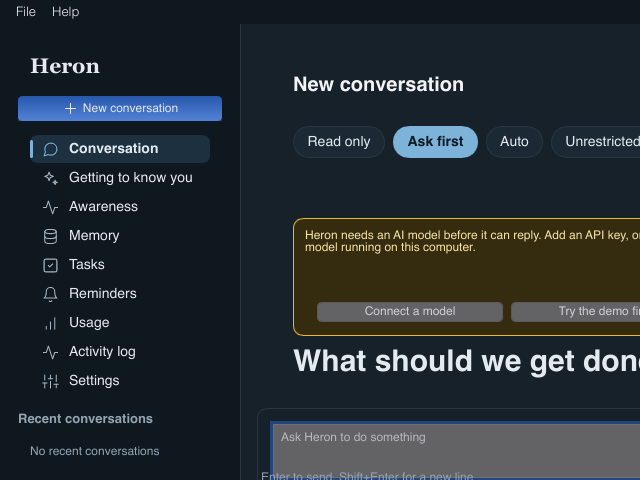 File Help
Heron
New conversation
Conversation
Getting to know you
Awareness
Memory
Tasks
Reminders
Usage
Activity log
Settings
Recent conversations
No recent conversations
New conversation
Read only Ask first Auto Unrestricted
Heron needs an AI model before it can reply. Add an API key, or
model running on this computer.
Connect a model Try the demo
What should we get
Ask Heron to do something
Enter to send, Shift+Enter for a new line